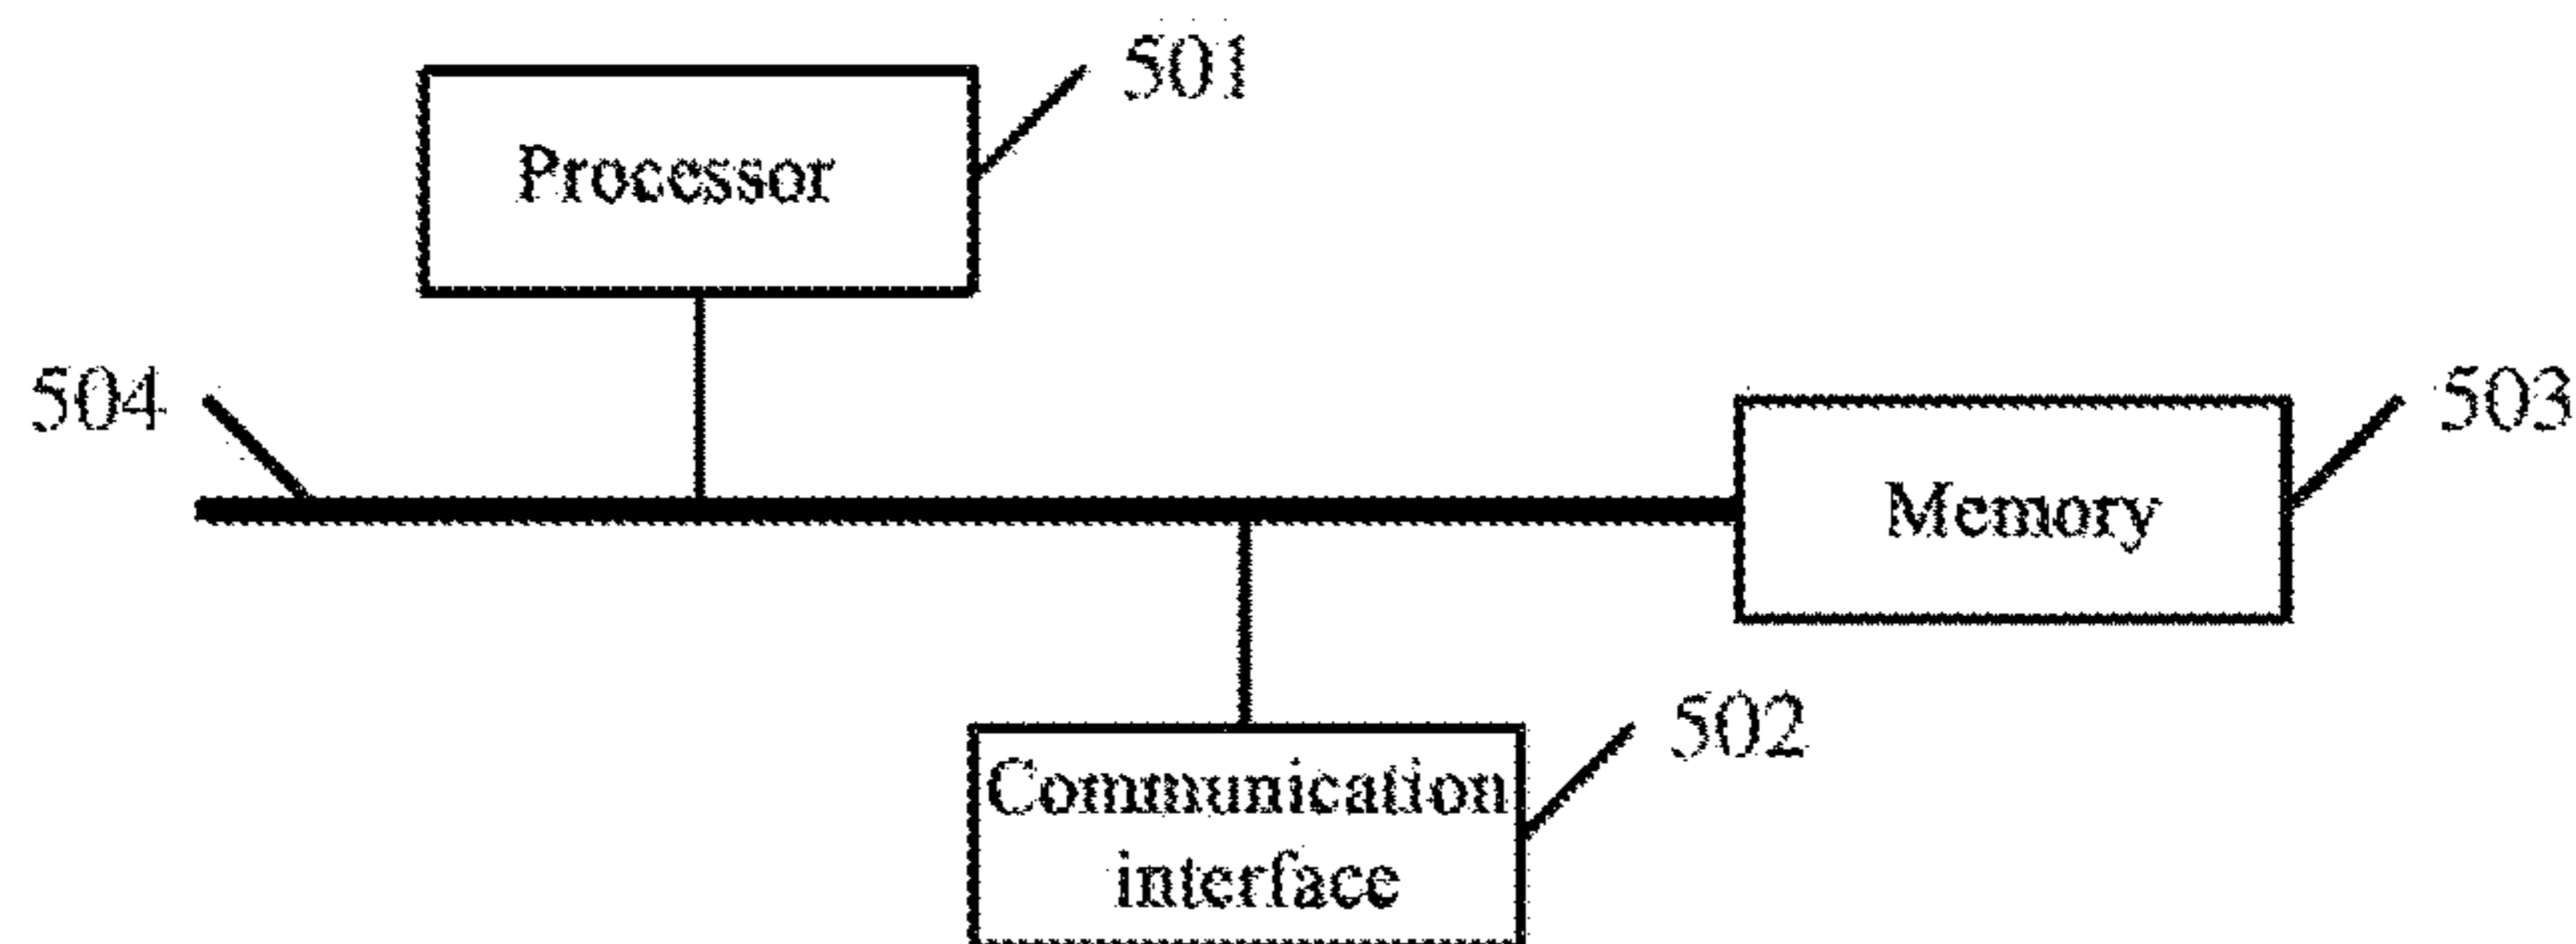 501
Processor
504
503
Memory
502
Communication
interface